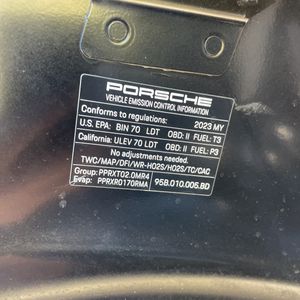 PORSCHE
VEHICLE EMISSION CONTROL INFORMATION
Conforms to regulations: 2023 MY
U.S. EPA: BIN 70 LDT OBD: II FUEL: T3
California: ULEV 70 LDT OBD: II FUEL: P3
No adjustments needed.
TWC/MAP/DFI/WR-HO2S/HO2S/TC/CAC
Group: PPRXT02.0MR4
Evap: PPRXR0170RMA 95B.010.006.BD